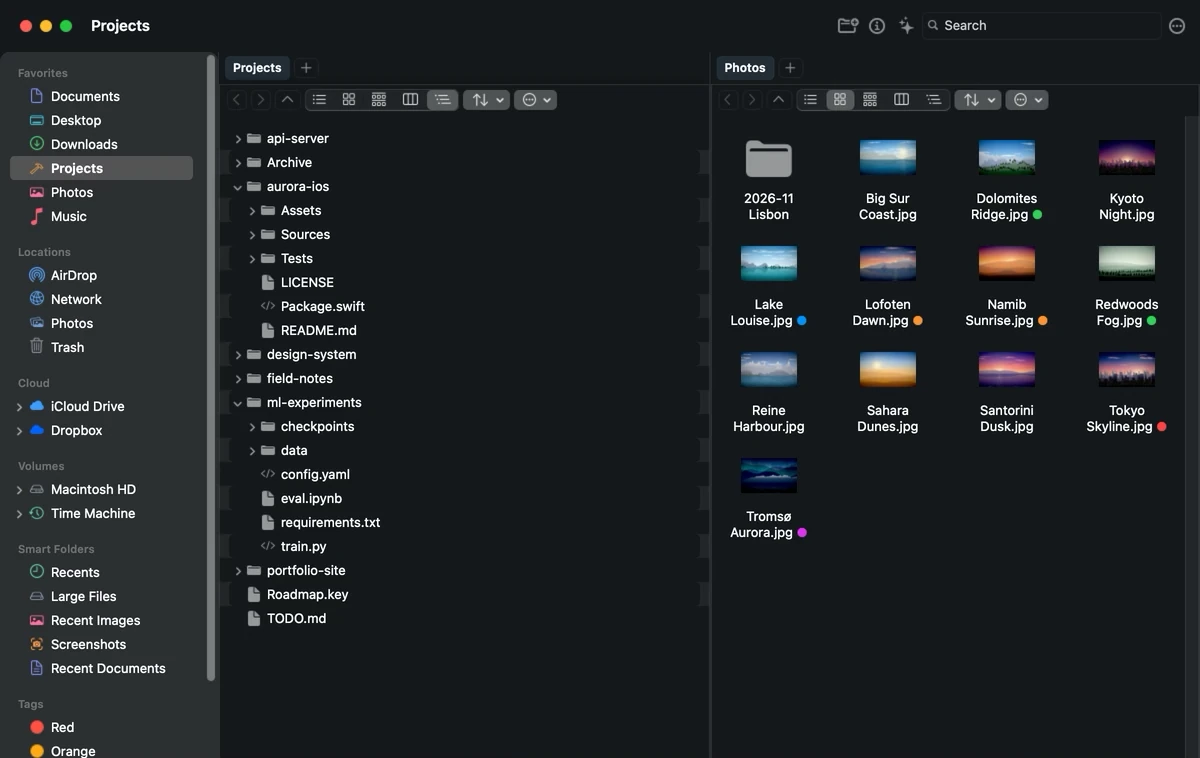 Projects
Search
Favorites
Documents
Desktop
Downloads
Projects
Photos
Music
Locations
AirDrop
Network
Photos
Trash
Cloud
iCloud Drive
Dropbox
Volumes
Macintosh HD
Time Machine
Smart Folders
Recents
Large Files
Recent Images
Screenshots
Recent Documents
Tags
Red
Orange
Projects
api-server
Archive
aurora-ios
Assets
Sources
Tests
LICENSE
Package.swift
README.md
design-system
field-notes
ml-experiments
checkpoints
data
config.yaml
eval.ipynb
requirements.txt
train.py
portfolio-site
Roadmap.key
TODO.md
Photos
2026-11
Lisbon
Big Sur
Coast.jpg
Dolomites
Ridge.jpg
Kyoto
Night.jpg
Lake
Louise.jpg
Lofoten
Dawn.jpg
Namib
Sunrise.jpg
Redwoods
Fog.jpg
Reine
Harbour.jpg
Sahara
Dunes.jpg
Santorini
Dusk.jpg
Tokyo
Skyline.jpg
Tromsø
Aurora.jpg